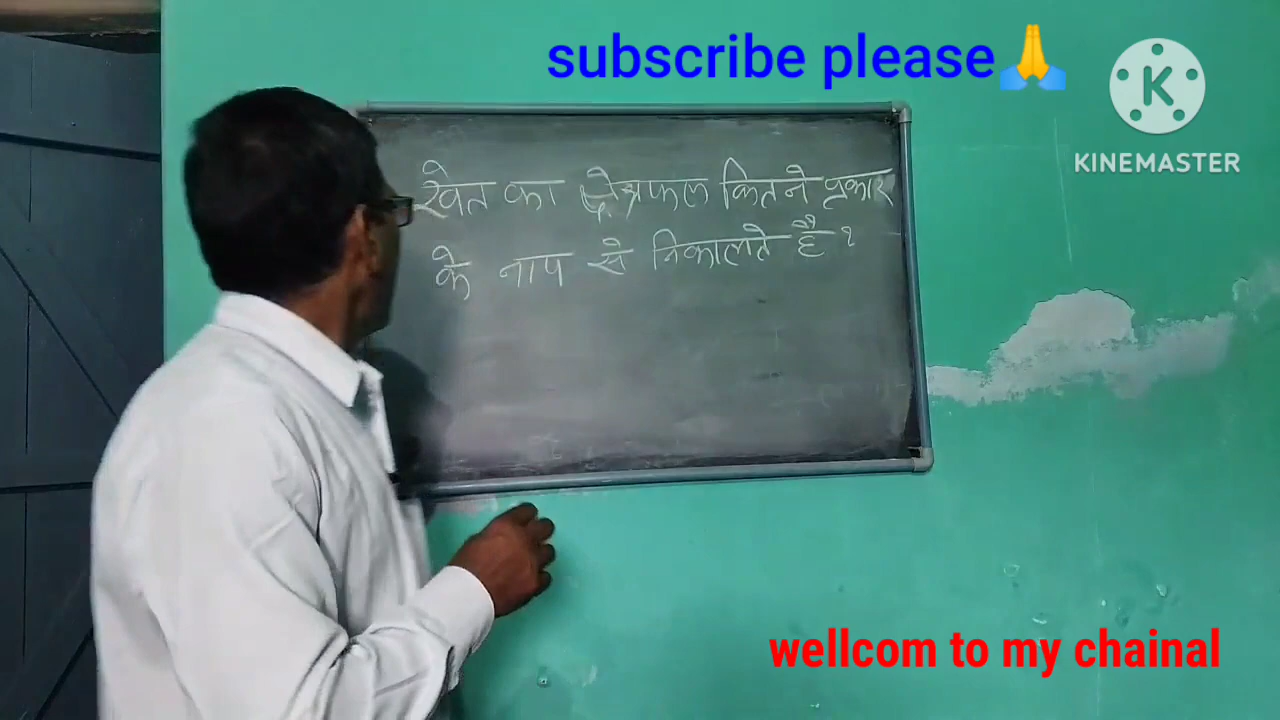 subscribe please🙏
KINEMASTER
खेत का क्षेत्रफल कितने प्रकार
के नाप से निकालते है ?
wellcom to my chainal